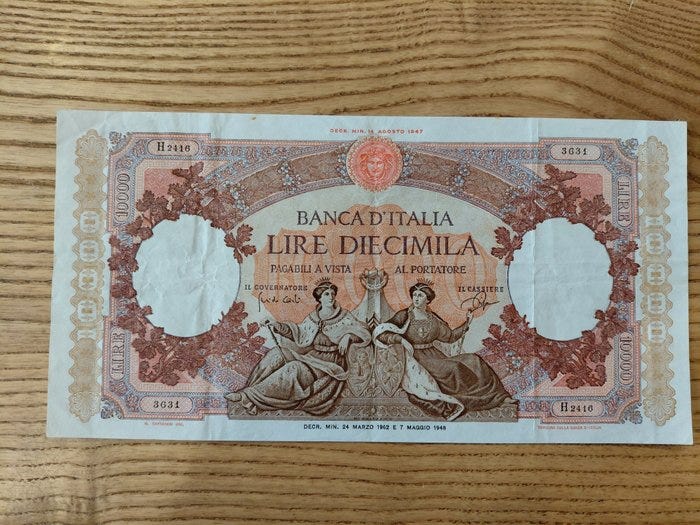 DECR. MIN. 14 AGOSTO 1947
H 2416
3631
10000
LIRE
BANCA D'ITALIA
LIRE DIECIMILA
PAGABILI A VISTA AL PORTATORE
IL GOVERNATORE
IL CASSIERE
LIRE
10000
3631
H 2416
DECR. MIN. 24 MARZO 1962 E 7 MAGGIO 1948